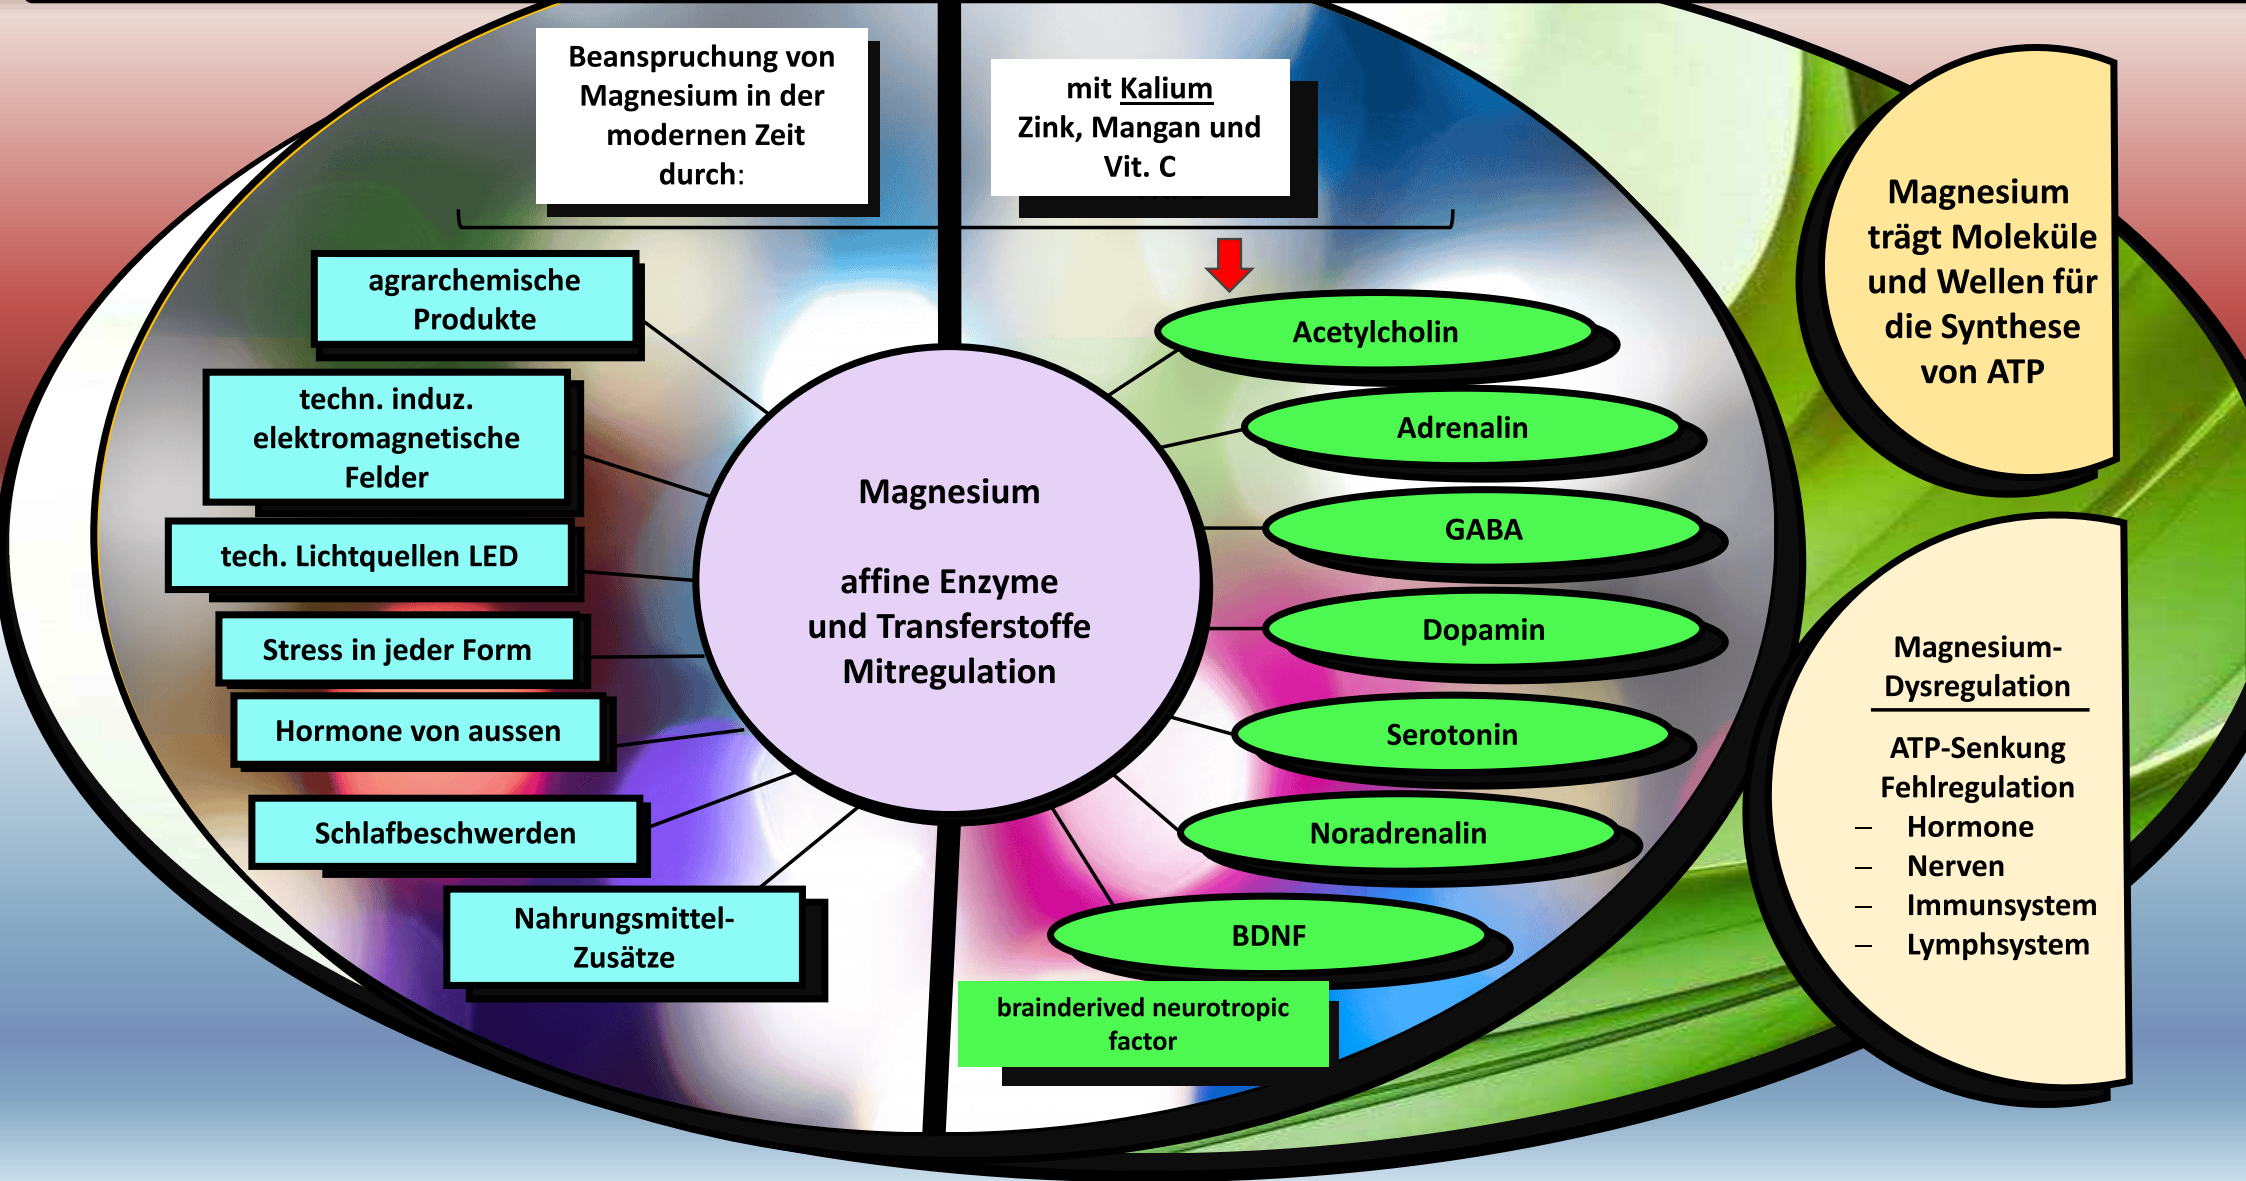 Beanspruchung von
Magnesium in der
modernen Zeit
durch:
mit Kalium
Zink, Mangan und
Vit. C
agrarchemische
Produkte
techn. induz.
elektromagnetische
Felder
tech. Lichtquellen LED
Stress in jeder Form
Hormone von aussen
Schlafbeschwerden
Nahrungsmittel-
Zusätze
Magnesium
affine Enzyme
und Transferstoffe
Mitregulation
Acetylcholin
Adrenalin
GABA
Dopamin
Serotonin
Noradrenalin
BDNF
brainderived neurotropic
factor
Magnesium
trägt Moleküle
und Wellen für
die Synthese
von ATP
Magnesium-
Dysregulation
ATP-Senkung
Fehlregulation
– Hormone
– Nerven
– Immunsystem
– Lymphsystem